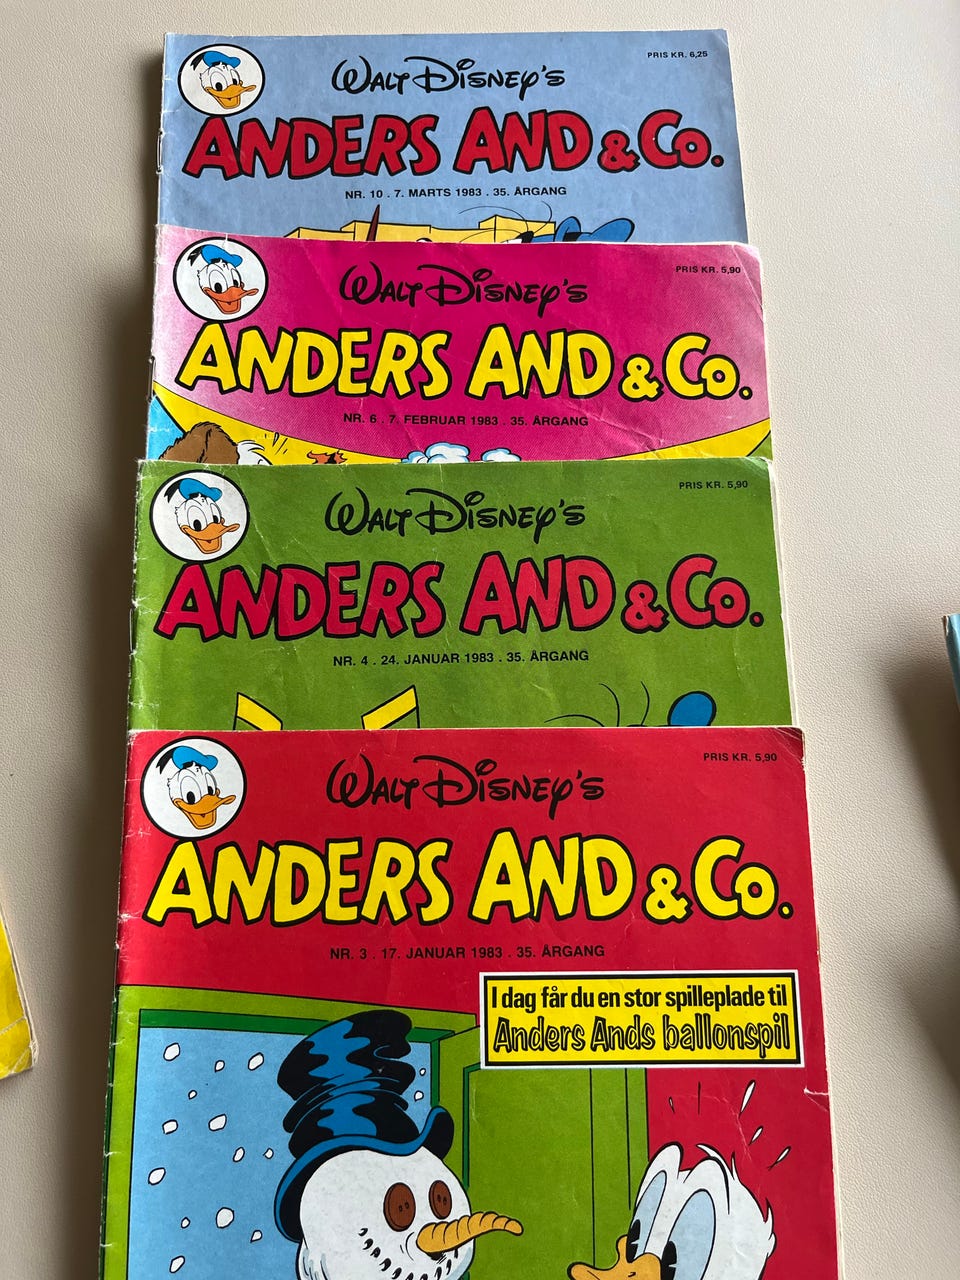 PRIS KR. 6,25
WALT DISNEY'S
ANDERS AND & Co.
NR. 10 . 7. MARTS 1983 . 35. ÅRGANG
PRIS KR. 5,90
WALT DISNEY'S
ANDERS AND & Co.
NR. 6 . 7. FEBRUAR 1983 . 35. ÅRGANG
PRIS KR. 5,90
WALT DISNEY'S
ANDERS AND & Co.
NR. 4 . 24. JANUAR 1983 . 35. ÅRGANG
PRIS KR. 5,90
WALT DISNEY'S
ANDERS AND & Co.
NR. 3 . 17. JANUAR 1983 . 35. ÅRGANG
I dag får du en stor spilleplade til
Anders Ands ballonspil